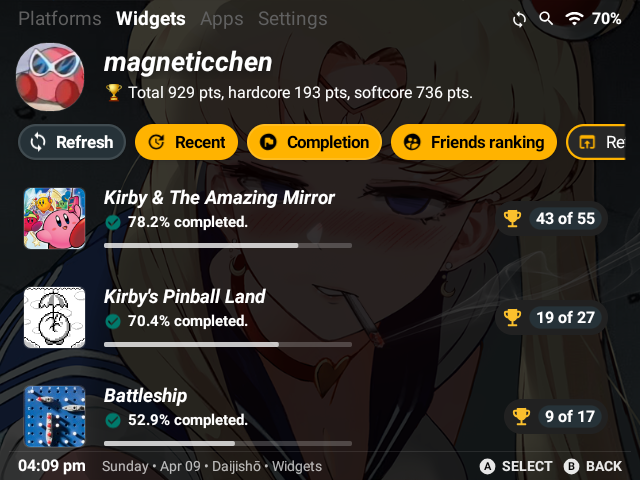 Platforms Widgets Apps Settings 70%
magneticchen
Total 929 pts, hardcore 193 pts, softcore 736 pts.
Refresh Recent Completion Friends ranking
Kirby & The Amazing Mirror
78.2% completed.
43 of 55
Kirby's Pinball Land
70.4% completed.
19 of 27
Battleship
52.9% completed.
9 of 17
04:09 pm Sunday • Apr 09 • Daijishō • Widgets A SELECT B BACK